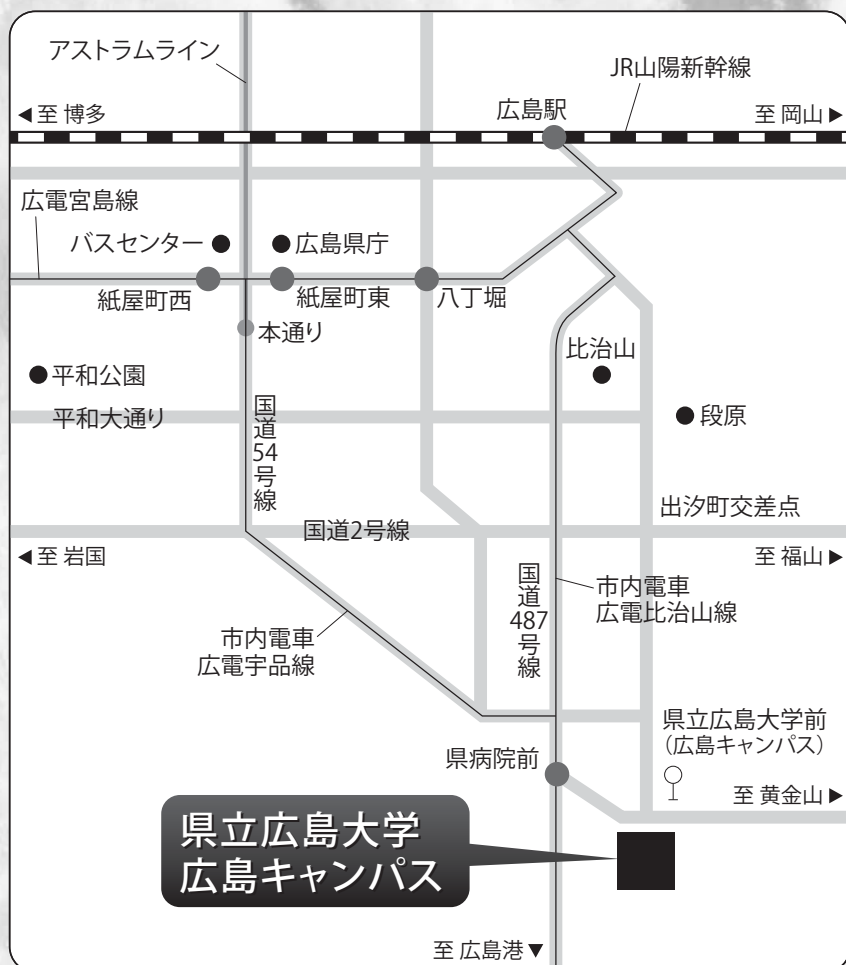 アストラムライン
JR山陽新幹線
◀至 博多
広島駅
至 岡山▶
広電宮島線
バスセンター
広島県庁
紙屋町西
紙屋町東
八丁堀
本通り
比治山
平和公園
平和大通り
国道54号線
段原
出汐町交差点
国道2号線
◀至 岩国
至 福山▶
国道487号線
市内電車
広電比治山線
市内電車
広電宇品線
県立広島大学前
（広島キャンパス）
県病院前
至 黄金山▶
県立広島大学
広島キャンパス
至 広島港▼